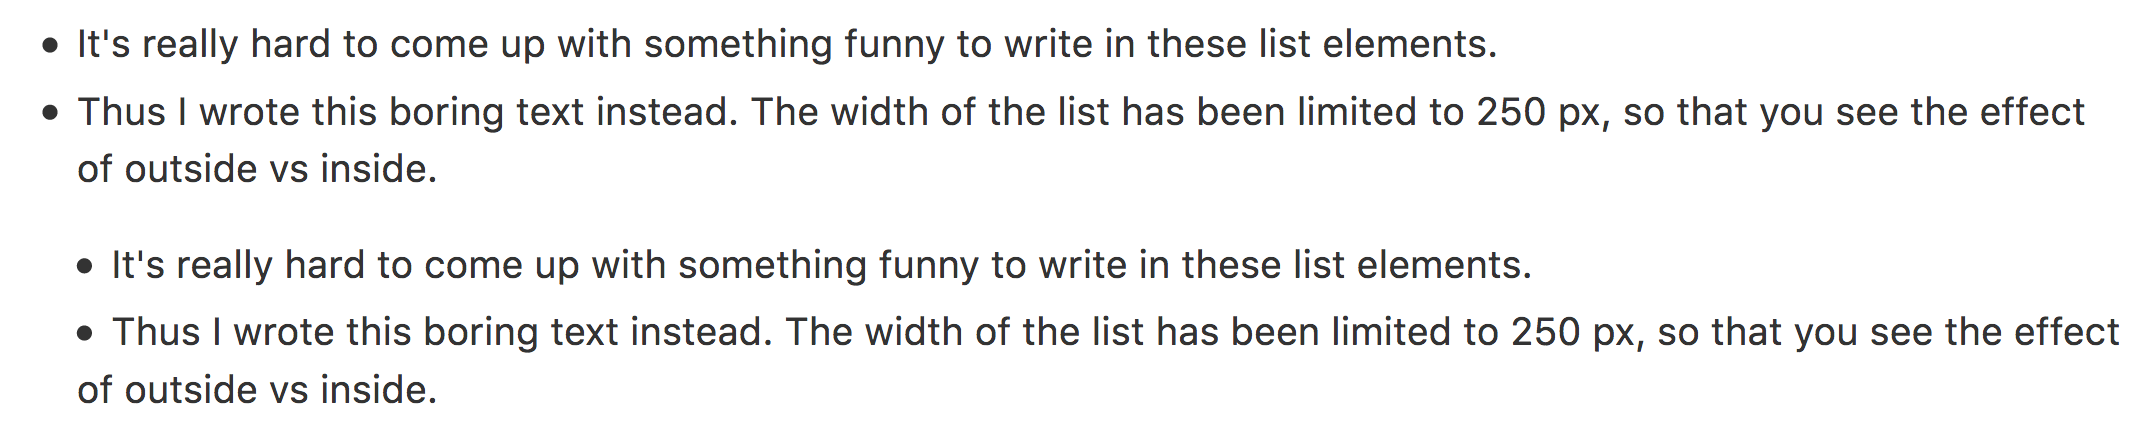 • It's really hard to come up with something funny to write in these list elements.
• Thus I wrote this boring text instead. The width of the list has been limited to 250 px, so that you see the effect
of outside vs inside.
• It's really hard to come up with something funny to write in these list elements.
• Thus I wrote this boring text instead. The width of the list has been limited to 250 px, so that you see the effect
of outside vs inside.